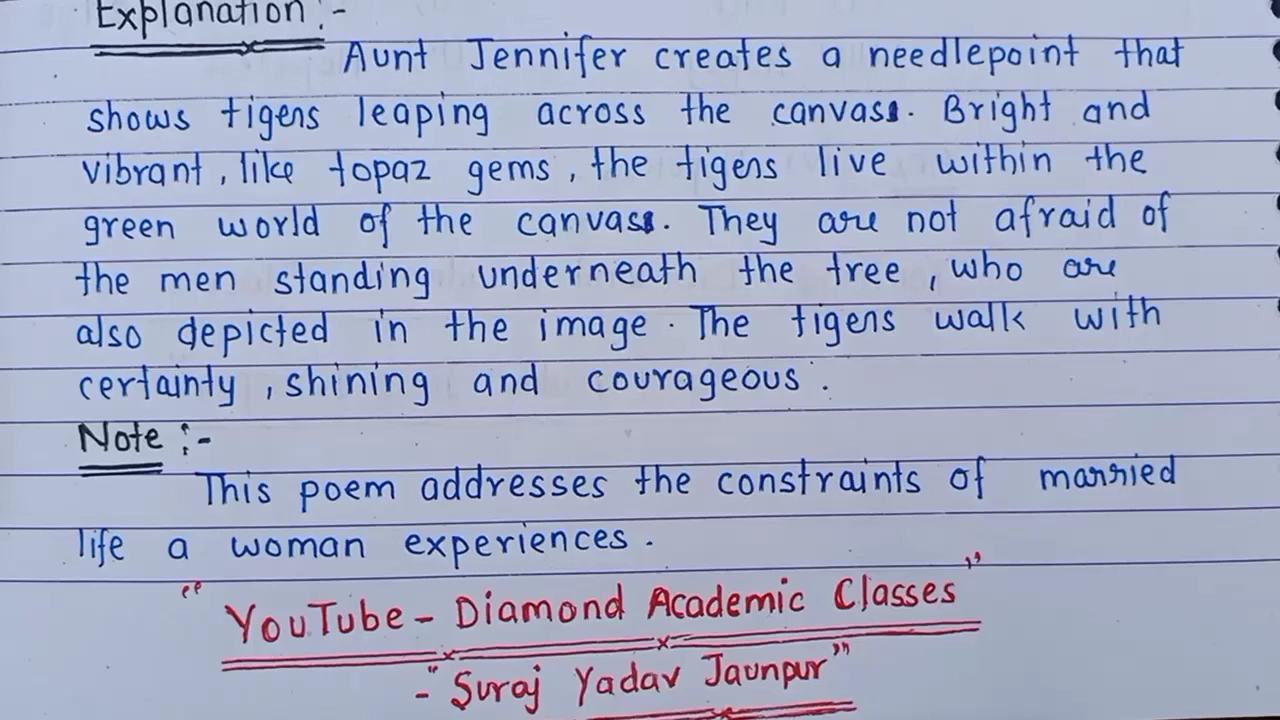 Explanation :-
Aunt Jennifer creates a needlepoint that
shows tigers leaping across the canvas. Bright and
vibrant, like topaz gems, the tigers live within the
green world of the canvas. They are not afraid of
the men standing underneath the tree, who are
also depicted in the image. The tigers walk with
certainty, shining and courageous.
Note :-
This poem addresses the constraints of married
life a woman experiences.
"YouTube - Diamond Academic Classes"
- "Suraj Yadav Jaunpur"